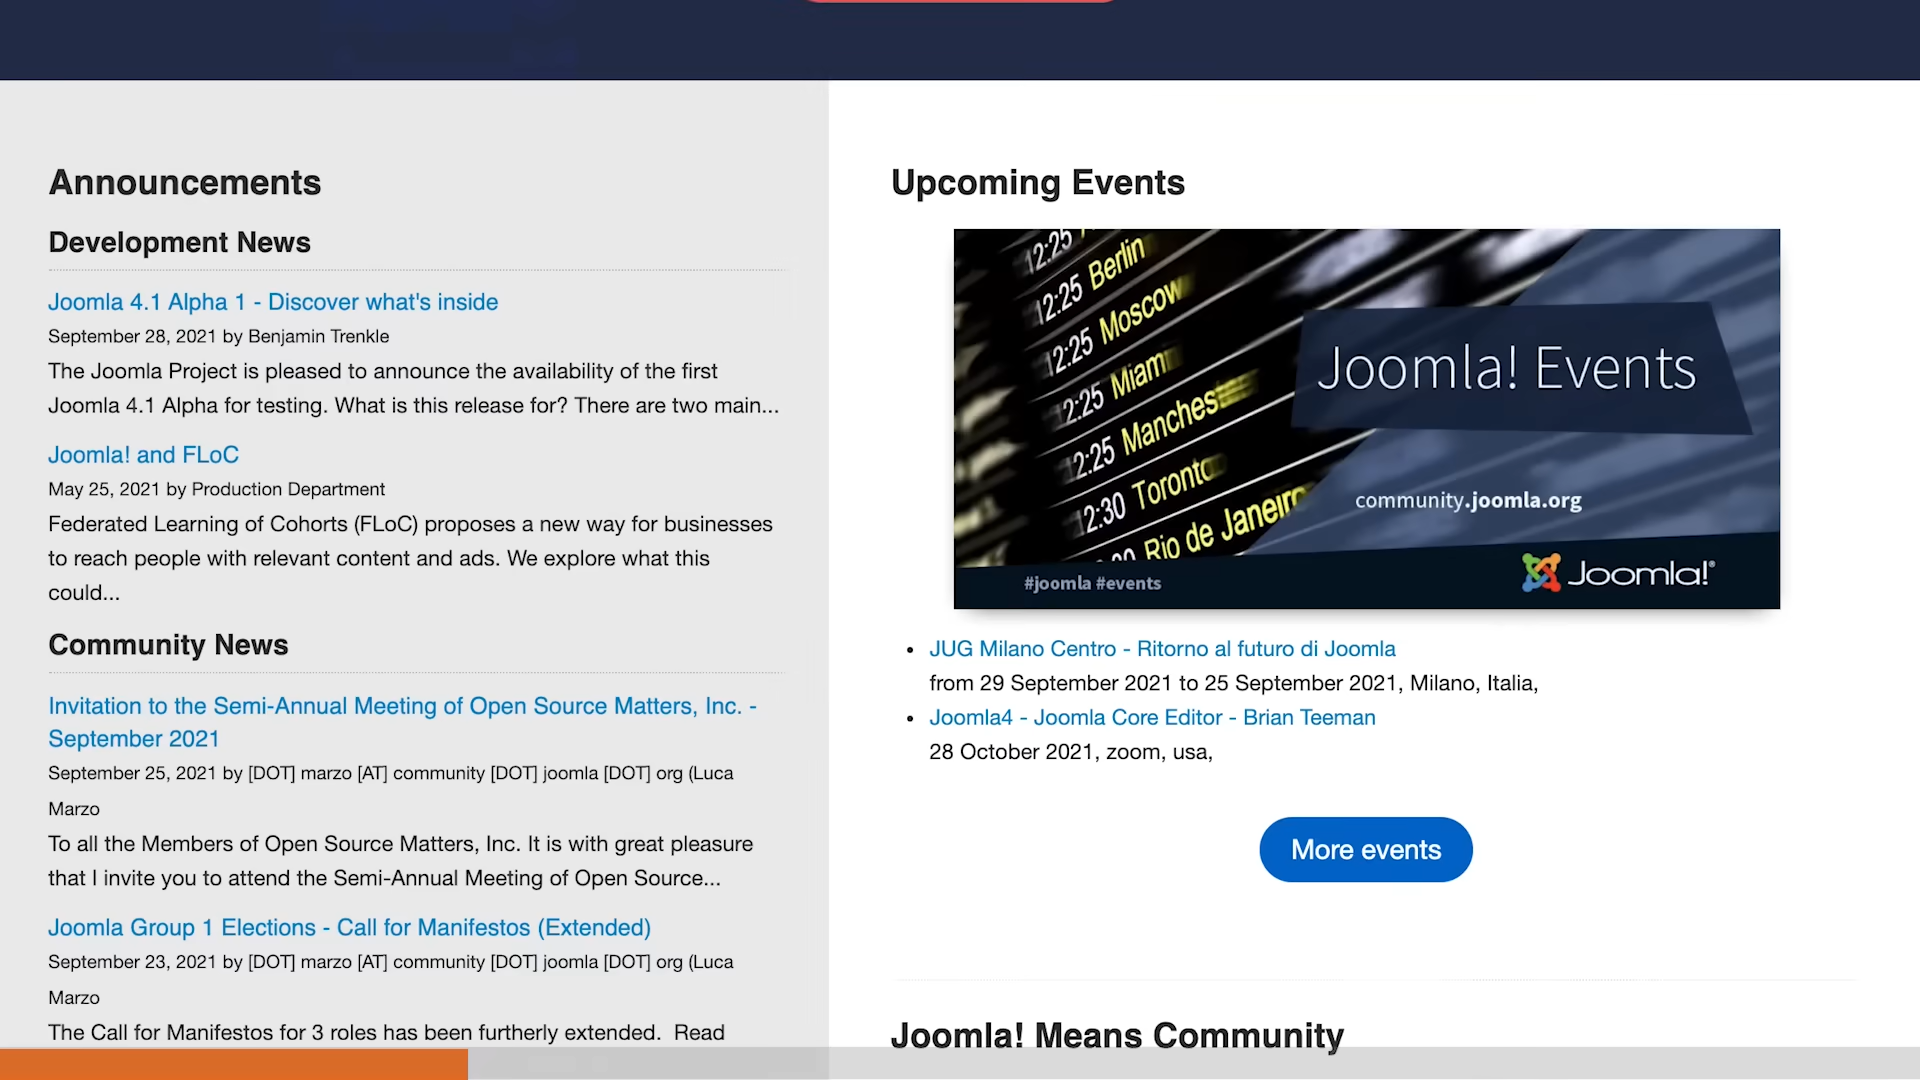 Announcements
Development News
Joomla 4.1 Alpha 1 - Discover what's inside
September 28, 2021 by Benjamin Trenkle
The Joomla Project is pleased to announce the availability of the first
Joomla 4.1 Alpha for testing. What is this release for? There are two main...
Joomla! and FLoC
May 25, 2021 by Production Department
Federated Learning of Cohorts (FLoC) proposes a new way for businesses
to reach people with relevant content and ads. We explore what this
could...
Community News
Invitation to the Semi-Annual Meeting of Open Source Matters, Inc. -
September 2021
September 25, 2021 by [DOT] marzo [AT] community [DOT] joomla [DOT] org (Luca
Marzo
To all the Members of Open Source Matters, Inc. It is with great pleasure
that I invite you to attend the Semi-Annual Meeting of Open Source...
Joomla Group 1 Elections - Call for Manifestos (Extended)
September 23, 2021 by [DOT] marzo [AT] community [DOT] joomla [DOT] org (Luca
Marzo
The Call for Manifestos for 3 roles has been furtherly extended.  Read
Upcoming Events
12:25
12:25 Berlin
12:25 Moscow
12:25 Miami
12:25 Manches
12:30 Toronto
Rio de Janeiro
Joomla! Events
community.joomla.org
#joomla #events
Joomla!®
JUG Milano Centro - Ritorno al futuro di Joomla
from 29 September 2021 to 25 September 2021, Milano, Italia,
Joomla4 - Joomla Core Editor - Brian Teeman
28 October 2021, zoom, usa,
More events
Joomla! Means Community